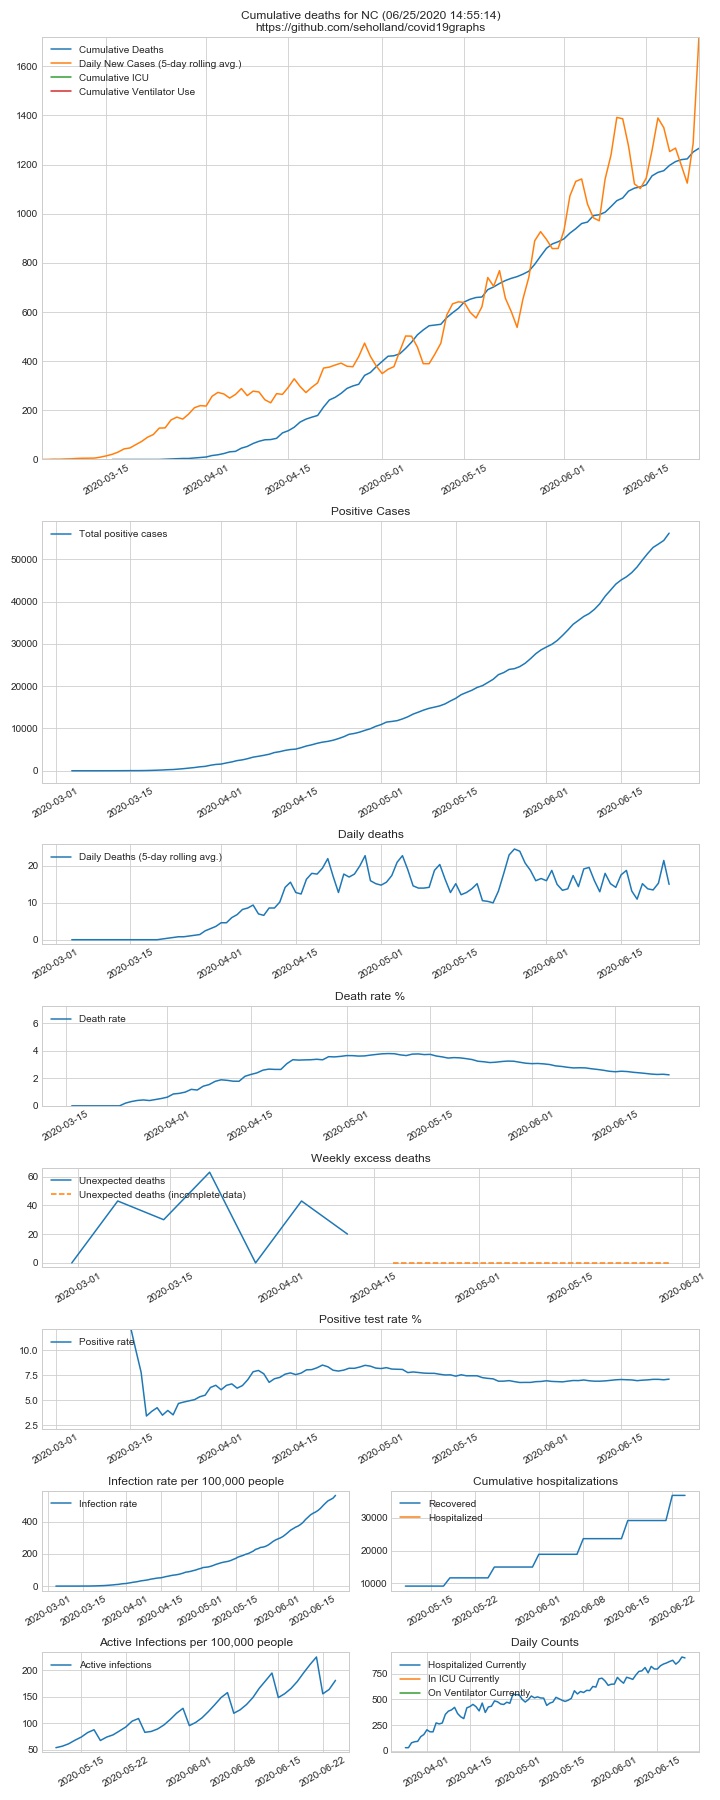 Cumulative deaths for NC (06/25/2020 14:55:14)
https://github.com/seholland/covid19graphs
Cumulative Deaths
Daily New Cases (5-day rolling avg.)
Cumulative ICU
Cumulative Ventilator Use
1600
1400
1200
1000
800
600
400
200
0
2020-03-15 2020-04-01 2020-04-15 2020-05-01 2020-05-15 2020-06-01 2020-06-15
Positive Cases
Total positive cases
50000
40000
30000
20000
10000
0
2020-03-01 2020-03-15 2020-04-01 2020-04-15 2020-05-01 2020-05-15 2020-06-01 2020-06-15
Daily deaths
Daily Deaths (5-day rolling avg.)
20
10
0
2020-03-01 2020-03-15 2020-04-01 2020-04-15 2020-05-01 2020-05-15 2020-06-01 2020-06-15
Death rate %
Death rate
6
4
2
0
2020-03-15 2020-04-01 2020-04-15 2020-05-01 2020-05-15 2020-06-01 2020-06-15
Weekly excess deaths
Unexpected deaths
Unexpected deaths (incomplete data)
60
40
20
0
2020-03-01 2020-03-15 2020-04-01 2020-04-15 2020-05-01 2020-05-15 2020-06-01
Positive test rate %
Positive rate
10.0
7.5
5.0
2.5
2020-03-01 2020-03-15 2020-04-01 2020-04-15 2020-05-01 2020-05-15 2020-06-01 2020-06-15
Infection rate per 100,000 people
Infection rate
400
200
0
2020-03-01 2020-03-15 2020-04-01 2020-04-15 2020-05-01 2020-05-15 2020-06-01 2020-06-15
Cumulative hospitalizations
Recovered
Hospitalized
30000
20000
10000
2020-05-15 2020-05-22 2020-06-01 2020-06-08 2020-06-15 2020-06-22
Active Infections per 100,000 people
Active infections
200
150
100
50
2020-05-15 2020-05-22 2020-06-01 2020-06-08 2020-06-15 2020-06-22
Daily Counts
Hospitalized Currently
In ICU Currently
On Ventilator Currently
750
500
250
0
2020-04-01 2020-04-15 2020-05-01 2020-05-15 2020-06-01 2020-06-15